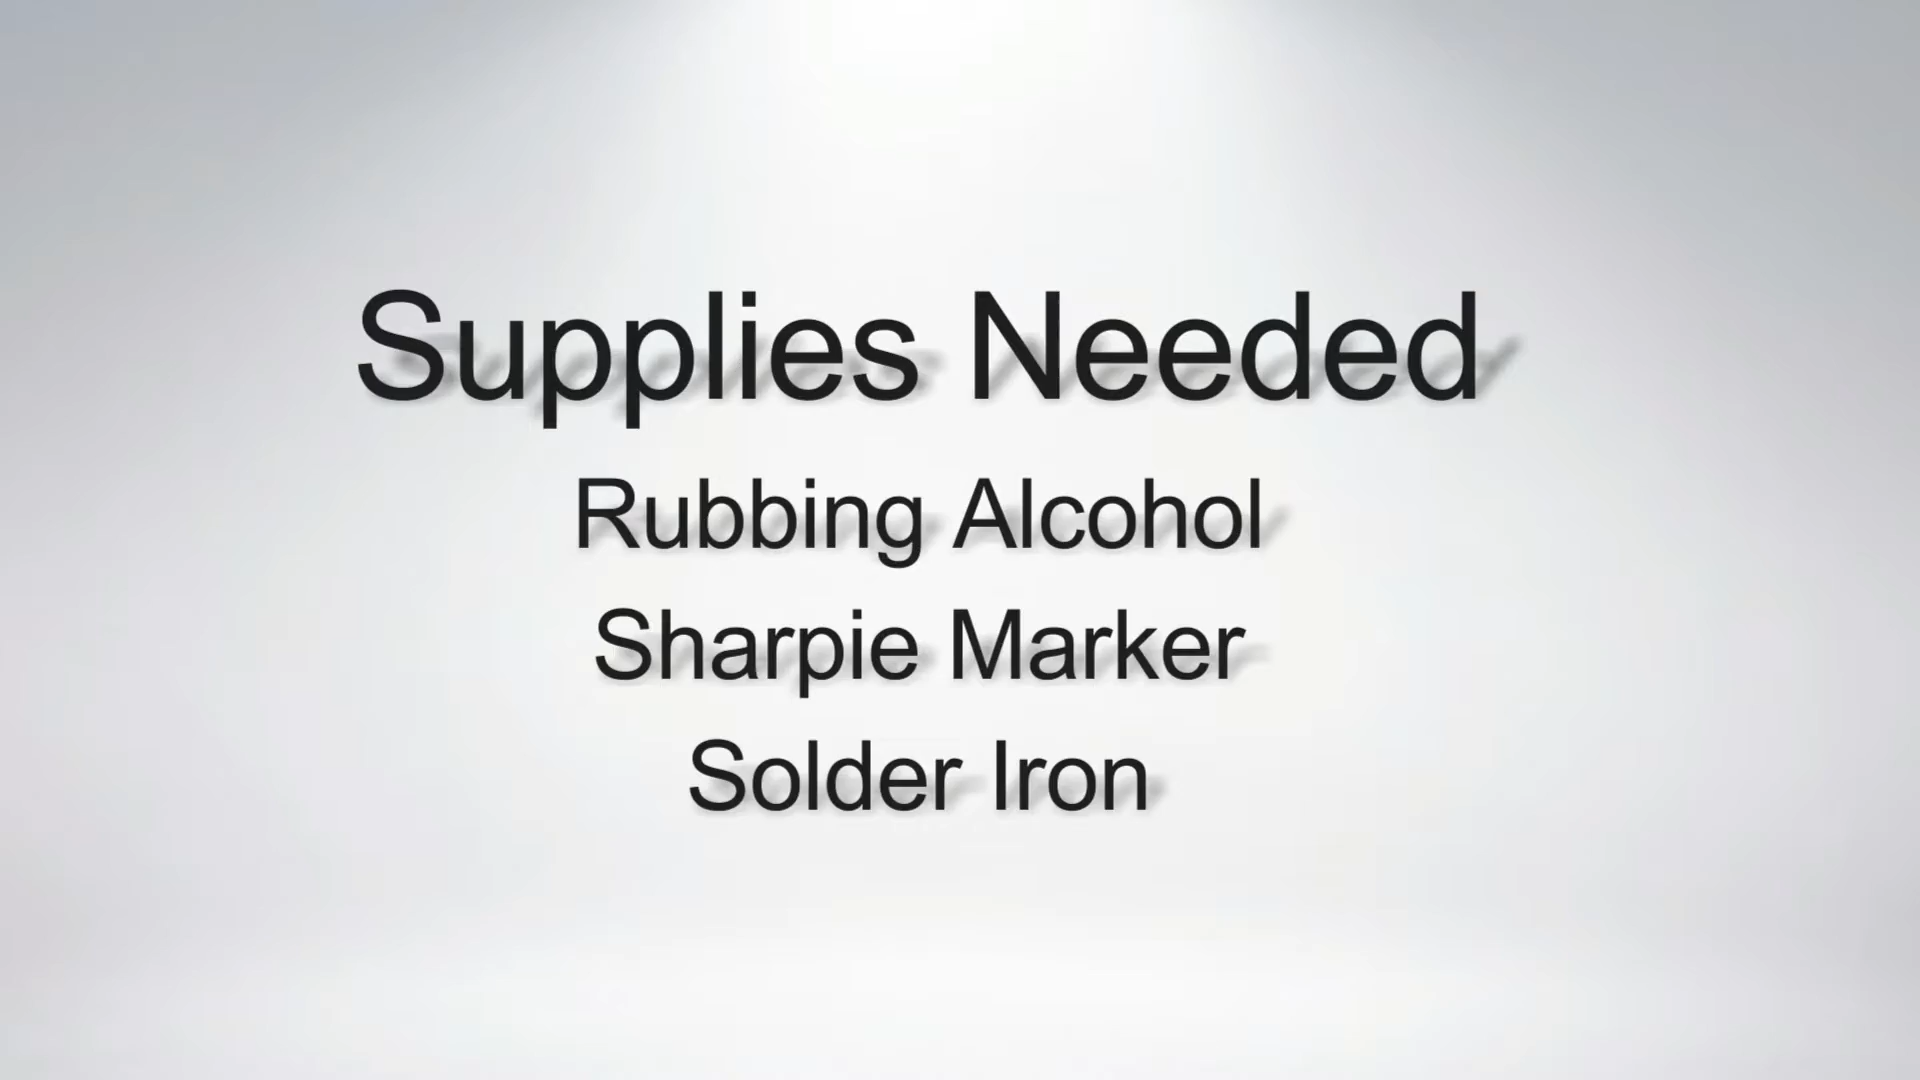 Supplies Needed
Rubbing Alcohol
Sharpie Marker
Solder Iron